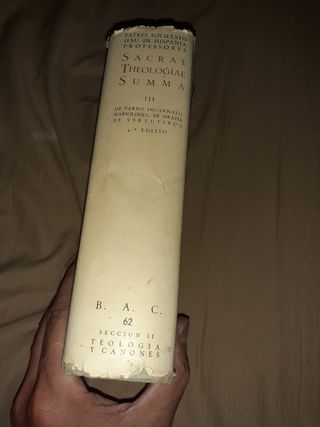 PATRES SOCIETATIS
IESU IN HISPANIA
PROFESSORES
SACRAE
THEOLOGIAE
SUMMA
III
DE VERBO INCARNATO
MARIOLOGIA. DE GRATIA
DE VIRTUTIBUS
4.ª EDITIO
B. A. C.
62
SECCION II
TEOLOGIA
Y CANONES